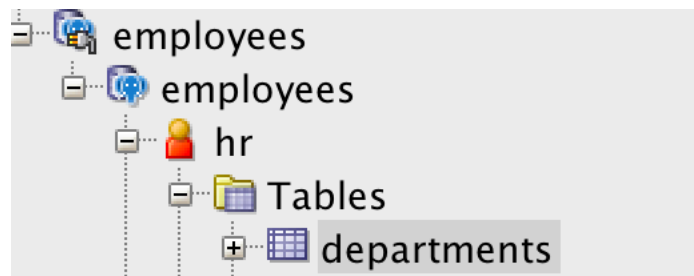 employees
employees
hr
Tables
departments